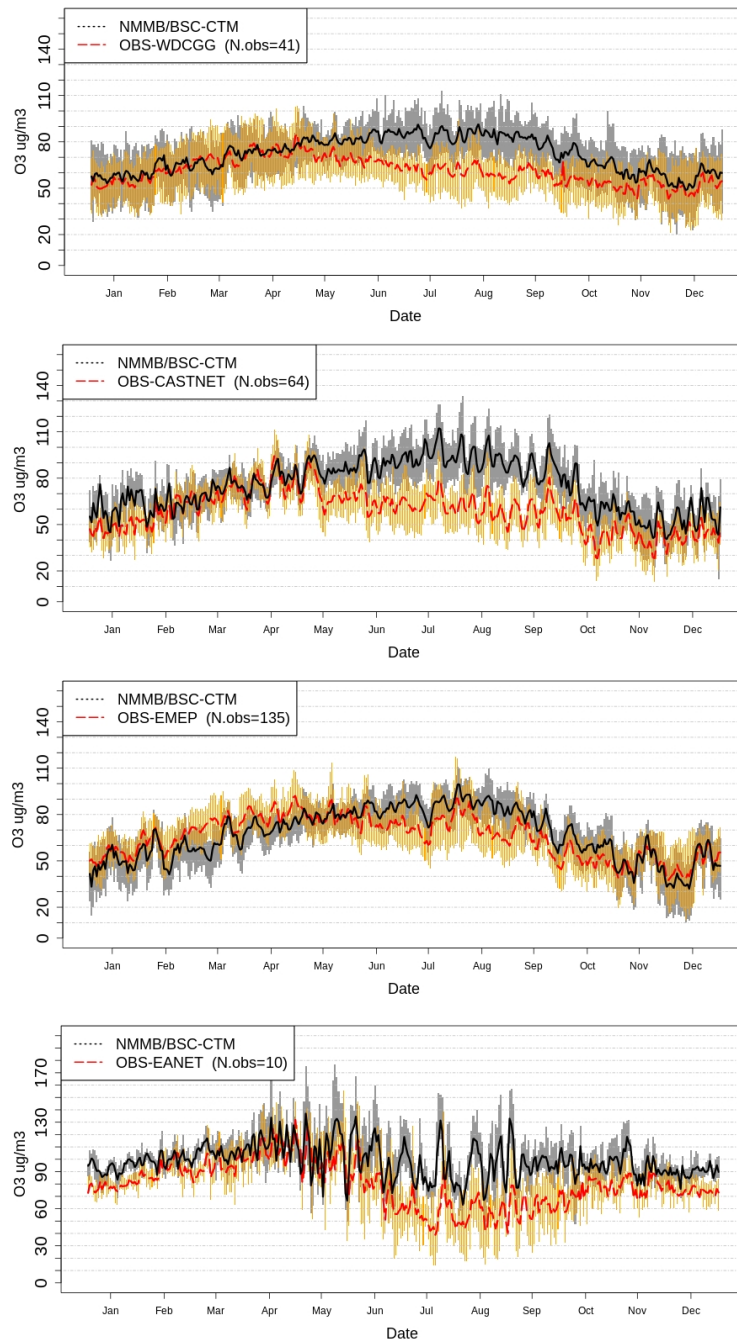 NMMB/BSC-CTM
OBS-WDCGG (N.obs=41)
O3 ug/m3
0 20 50 80 110 140
Jan Feb Mar Apr May Jun Jul Aug Sep Oct Nov Dec
Date
NMMB/BSC-CTM
OBS-CASTNET (N.obs=64)
O3 ug/m3
0 20 50 80 110 140
Jan Feb Mar Apr May Jun Jul Aug Sep Oct Nov Dec
Date
NMMB/BSC-CTM
OBS-EMEP (N.obs=135)
O3 ug/m3
0 20 50 80 110 140
Jan Feb Mar Apr May Jun Jul Aug Sep Oct Nov Dec
Date
NMMB/BSC-CTM
OBS-EANET (N.obs=10)
O3 ug/m3
0 30 60 90 130 170
Jan Feb Mar Apr May Jun Jul Aug Sep Oct Nov Dec
Date